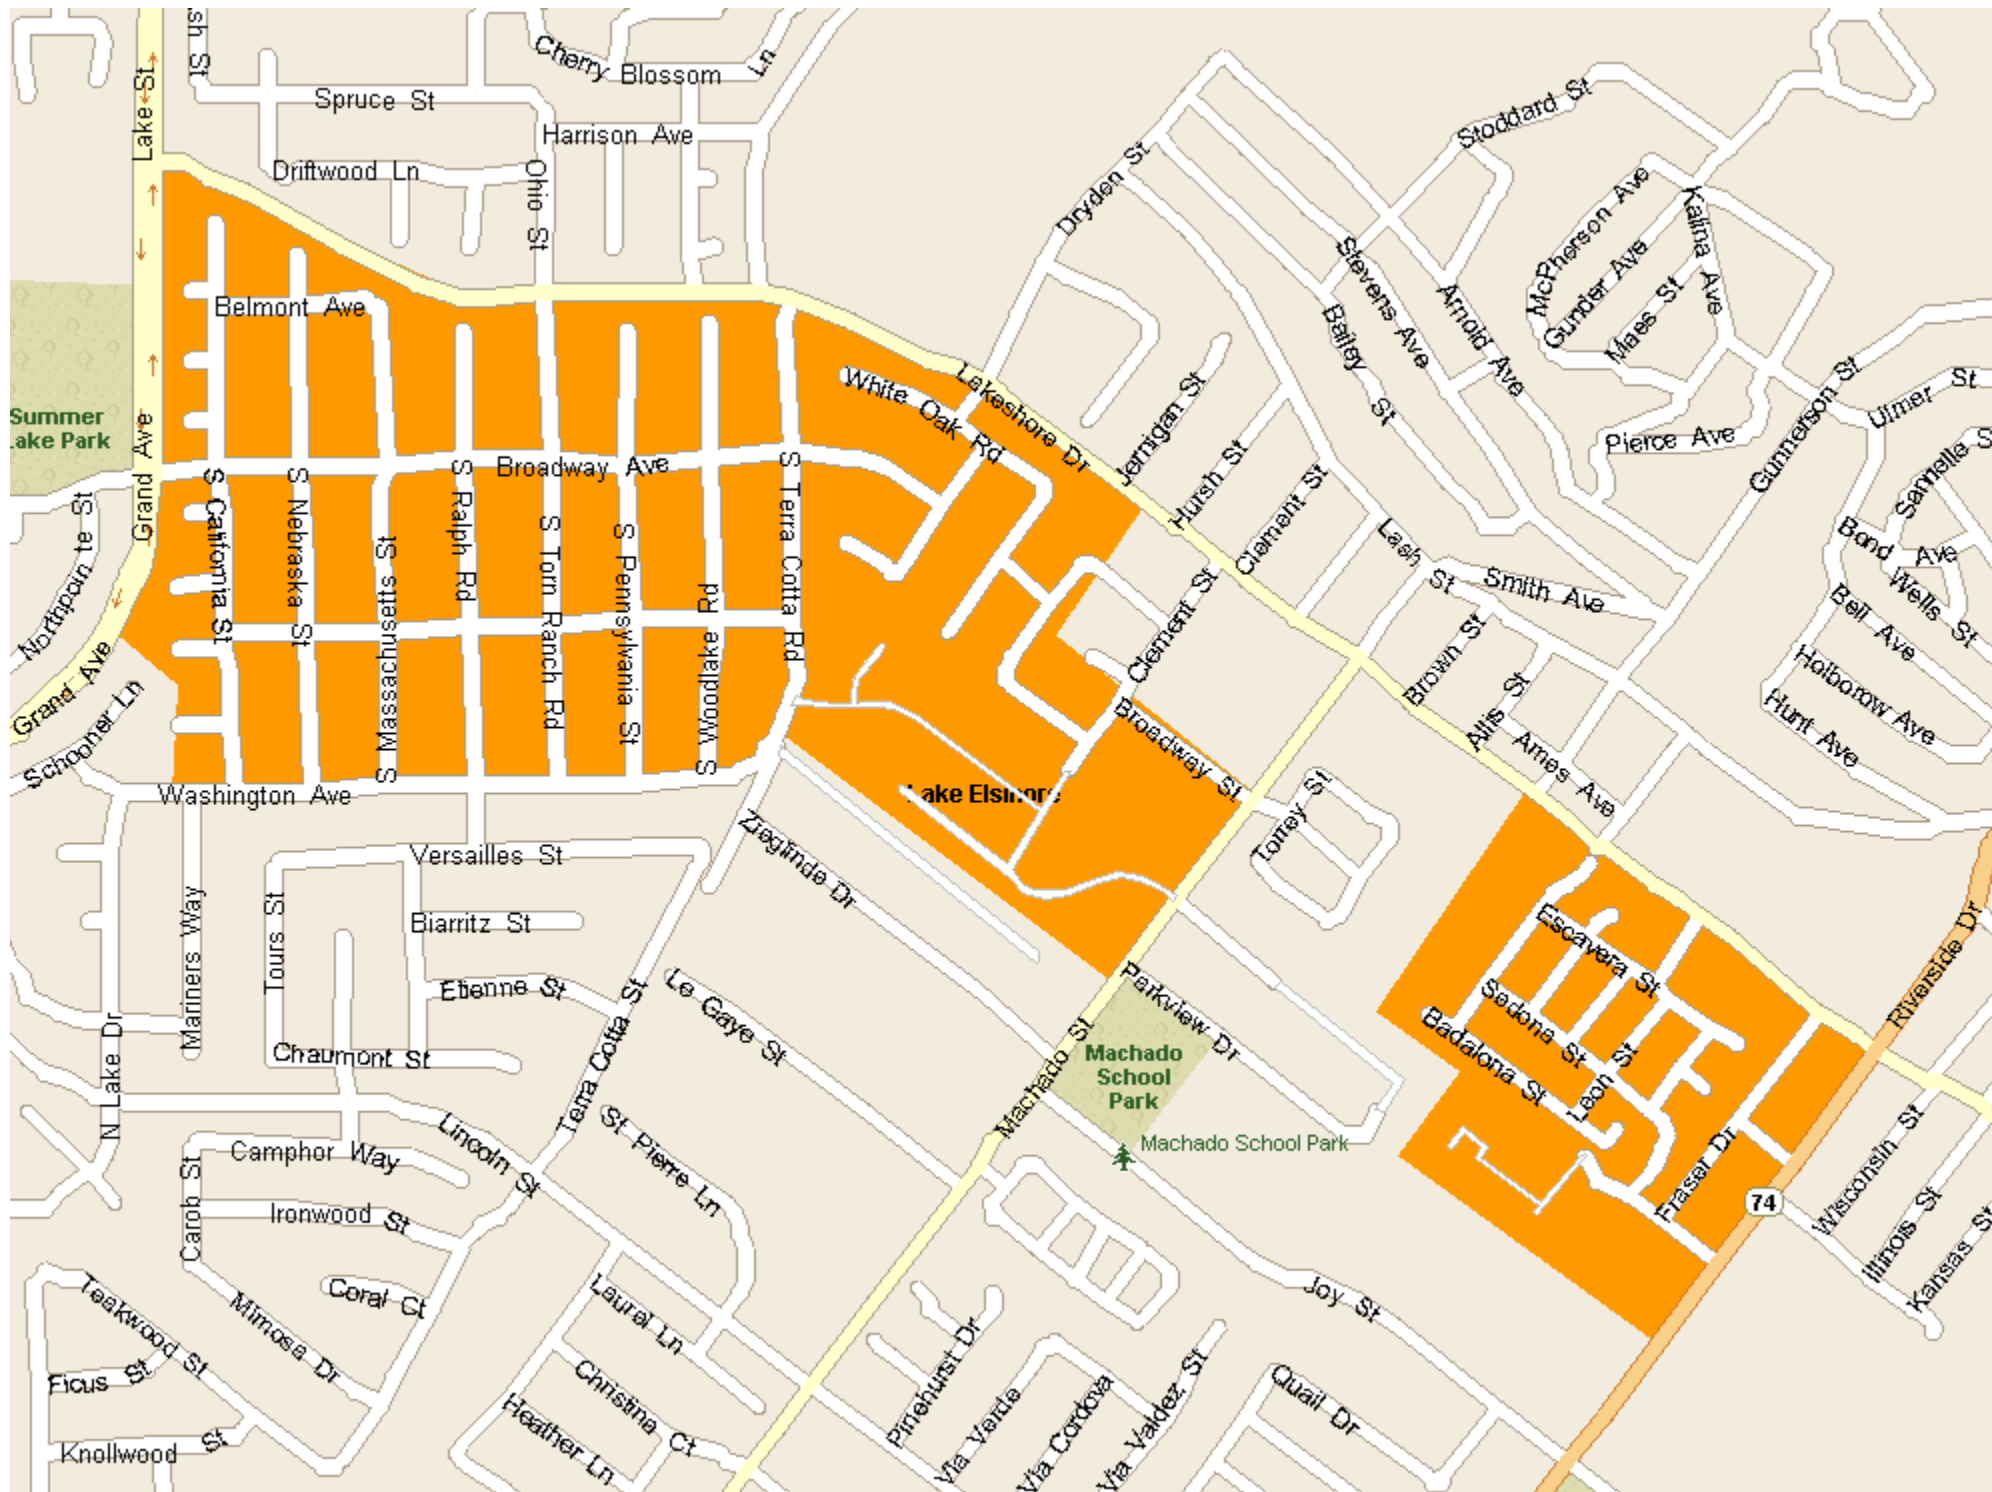 sh St
Cherry Blossom Ln
Lake St
Spruce St
Harrison Ave
Driftwood Ln
Ohio St
Dryden St
Stoddard St
McPherson Ave
Kalina Ave
Gunder Ave
Maes St
Stevens Ave
Arnold Ave
Bailey St
Belmont Ave
White Oak Rd
Lakeshore Dr
Jernigan St
Hursh St
Clement St
Pierce Ave
Gunnerson St
Ulmer St
Summer
Lake Park
Grand Ave
Broadway Ave
S California St
S Nebraska St
S Massachusetts St
S Ralph Rd
S Torn Ranch Rd
S Pennsylvania St
S Woodlake Rd
S Terra Cotta Rd
Northpoin te St
Grand Ave
Schooner Ln
Lash St
Smith Ave
Bond Ave
Wells St
Bell Ave
Holborow Ave
Hunt Ave
Brown St
Allis St
Ames Ave
Clement St
Broadway St
Lake Elsinore
Torrey St
Washington Ave
Zieglinde Dr
Versailles St
Biarritz St
Mariners Way
Tours St
Etienne St
Le Gaye St
Chaumont St
Terra Cotta St
N Lake Dr
Parkview Dr
Machado St
Machado
School
Park
Machado School Park
Escavera St
Sedona St
Badalona St
Leon St
Fraser Dr
Riverside Dr
74
Wisconsin St
Illinois St
Kansas St
Lincoln St
St Pierre Ln
Camphor Way
Carob St
Ironwood St
Coral Ct
Teakwood St
Mimosa Dr
Ficus St
Knollwood St
Laurel Ln
Christina Ct
Heather Ln
Joy St
Pinehurst Dr
Via Verde
Via Cordova
Via Valdez St
Quail Dr